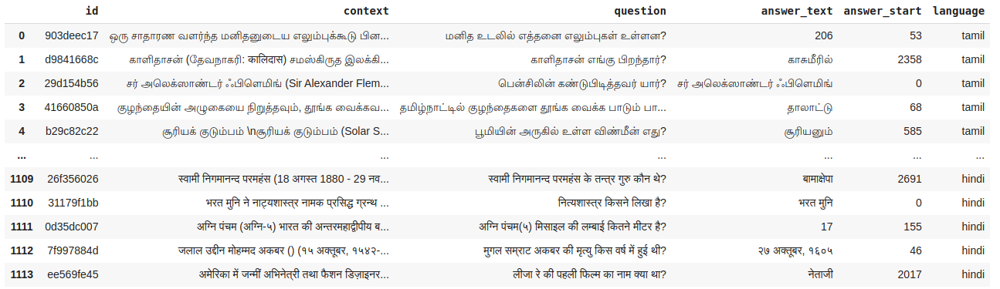 id context question answer_text answer_start language
0 903deec17 ஒரு சாதாரண வளர்ந்த மனிதனுடைய எலும்புக்கூடு பின... மனித உடலில் எத்தனை எலும்புகள் உள்ளன? 206 53 tamil
1 d9841668c காளிதாசன் (தேவநாகரி: कालिदास) சமஸ்கிருத இலக்கி... காளிதாசன் எங்கு பிறந்தார்? காசுமீரில் 2358 tamil
2 29d154b56 சர் அலெக்ஸாண்டர் ஃபிளெமிங் (Sir Alexander Flem... பென்சிலின் கண்டுபிடித்தவர் யார்? சர் அலெக்ஸாண்டர் ஃபிளெமிங் 0 tamil
3 41660850a குழந்தையின் அழுகையை நிறுத்தவும், தூங்க வைக்கவ... தமிழ்நாட்டில் குழந்தைகளை தூங்க வைக்க பாடும் பா... தாலாட்டு 68 tamil
4 b29c82c22 சூரியக் குடும்பம் \nசூரியக் குடும்பம் (Solar S... பூமியின் அருகில் உள்ள விண்மீன் எது? சூரியனும் 585 tamil
... ... ... ... ... ... ...
1109 26f356026 स्वामी निगमानन्द परमहंस (18 अगस्त 1880 - 29 नव... स्वामी निगमानन्द परमहंस के तन्त्र गुरु कौन थे? बामाक्षेपा 2691 hindi
1110 31179f1bb भरत मुनि ने नाट्यशास्त्र नामक प्रसिद्ध ग्रन्थ ... नित्यशास्त्र किसने लिखा है? भरत मुनि 0 hindi
1111 0d35dc007 अग्नि पंचम (अग्नि-५) भारत की अन्तरमहाद्वीपीय ब... अग्नि पंचम(५) मिसाइल की लम्बाई कितने मीटर है? 17 155 hindi
1112 7f997884d जलाल उद्दीन मोहम्मद अकबर () (१५ अक्तूबर, १५४२-... मुगल सम्राट अकबर की मृत्यु किस वर्ष में हुई थी? २७ अक्तूबर, १६०५ 46 hindi
1113 ee569fe45 अमेरिका में जन्मीं अभिनेत्री तथा फैशन डिज़ाइनर... लीजा रे की पहली फिल्म का नाम क्या था? नेताजी 2017 hindi